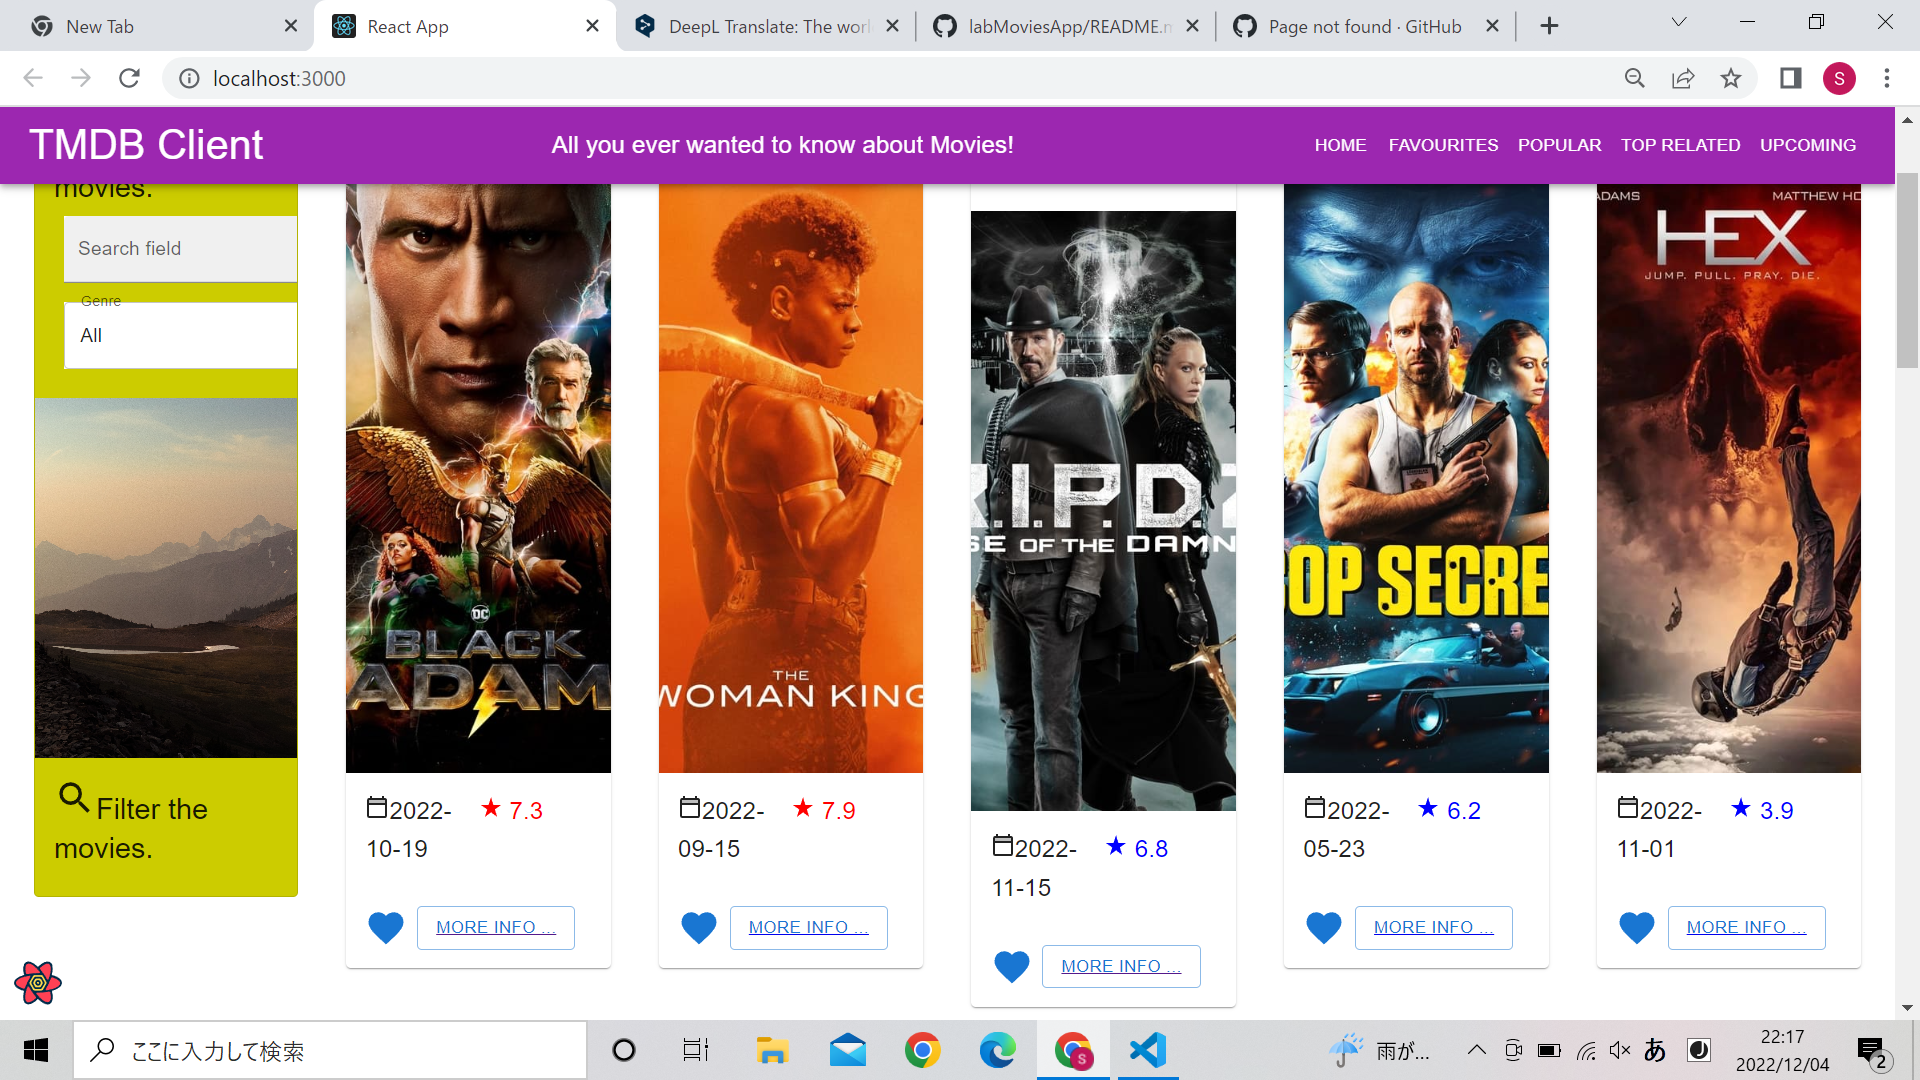 New Tab
React App
DeepL Translate: The worl
labMoviesApp/README.m
Page not found · GitHub
localhost:3000
S
TMDB Client
All you ever wanted to know about Movies!
HOME
FAVOURITES
POPULAR
TOP RELATED
UPCOMING
movies.
Search field
Genre
All
Filter the
movies.
DC
BLACK
ADAM
2022-
10-19
★ 7.3
MORE INFO ...
THE
WOMAN KING
2022-
09-15
★ 7.9
MORE INFO ...
R.I.P.D.2
SE OF THE DAMN
2022-
11-15
★ 6.8
MORE INFO ...
OP SECRE
2022-
05-23
★ 6.2
MORE INFO ...
ADAMS
MATTHEW HO
HEX
JUMP. PULL. PRAY. DIE.
2022-
11-01
★ 3.9
MORE INFO ...
ここに入力して検索
S
雨が...
あ
22:17
2022/12/04
2